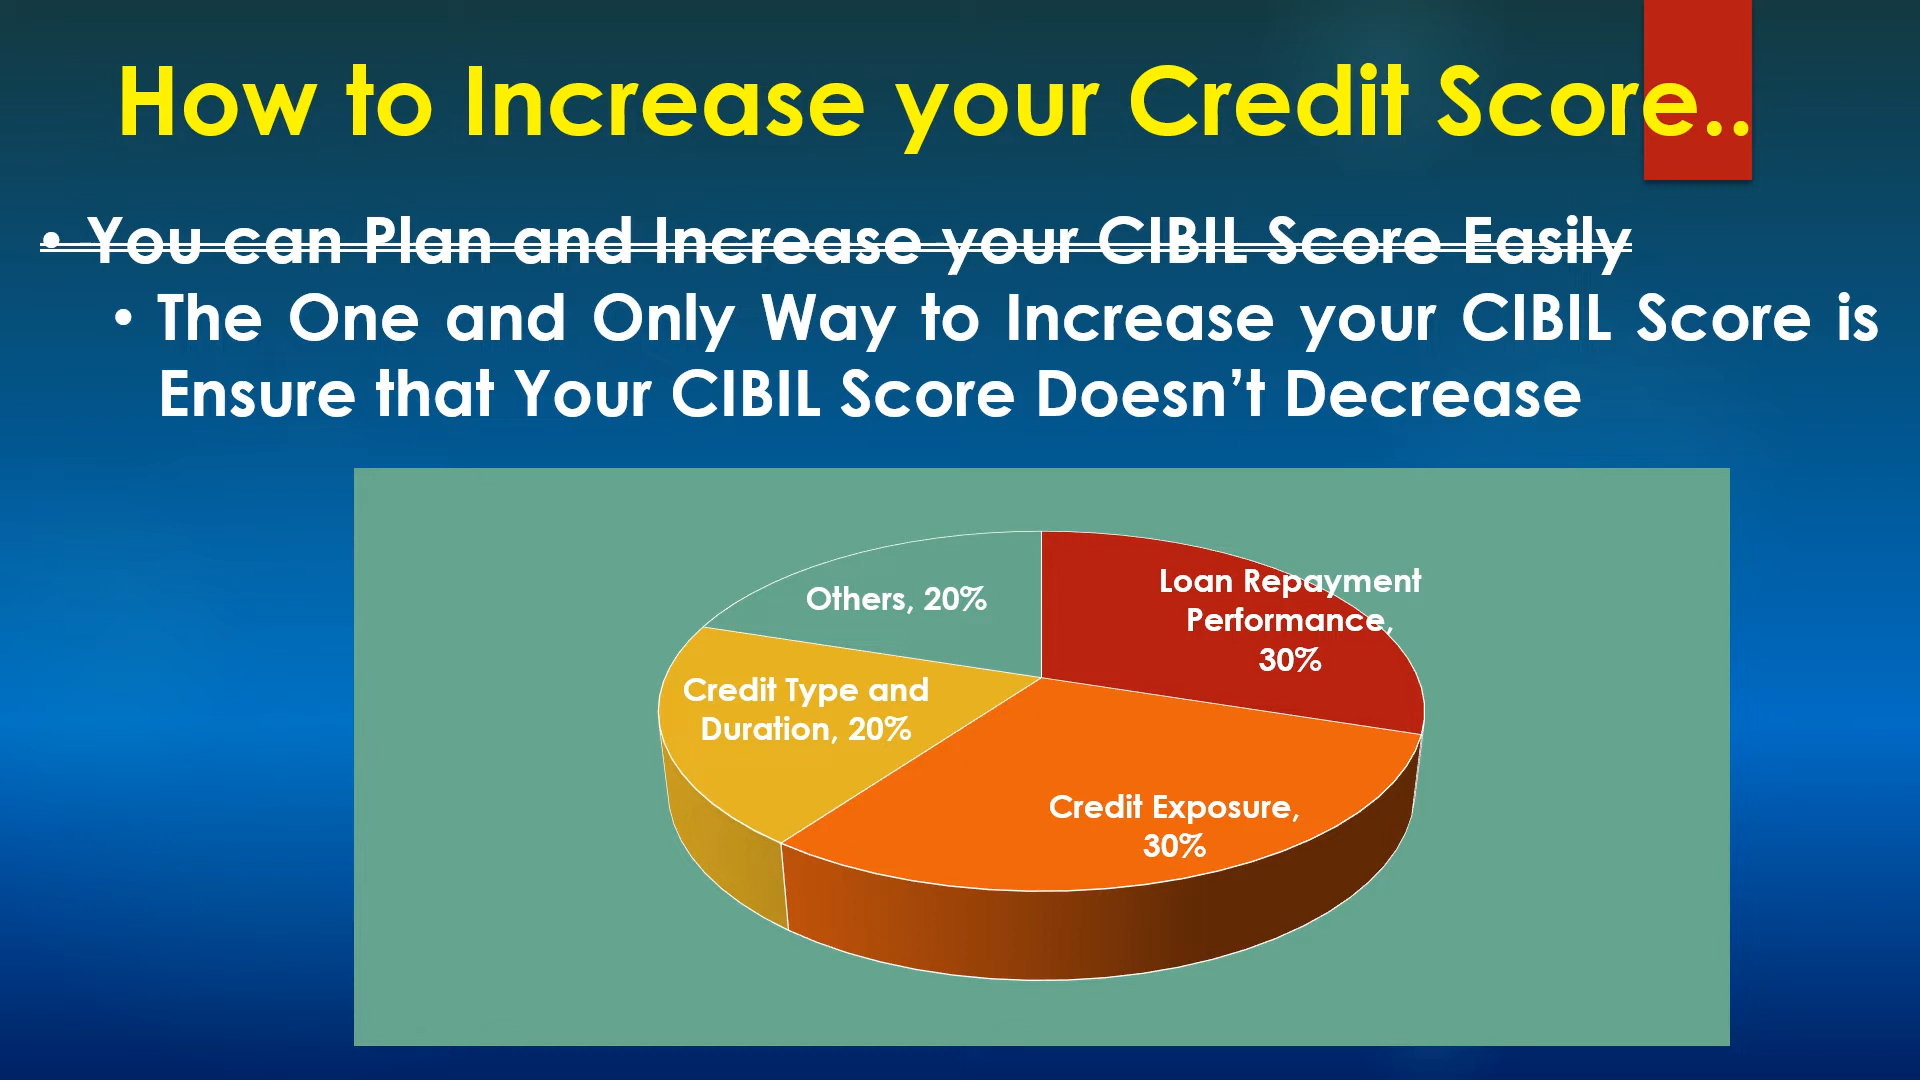 How to Increase your Credit Score..
• You can Plan and Increase your CIBIL Score Easily
• The One and Only Way to Increase your CIBIL Score is
Ensure that Your CIBIL Score Doesn’t Decrease
Others, 20%
Loan Repayment
Performance,
30%
Credit Type and
Duration, 20%
Credit Exposure,
30%